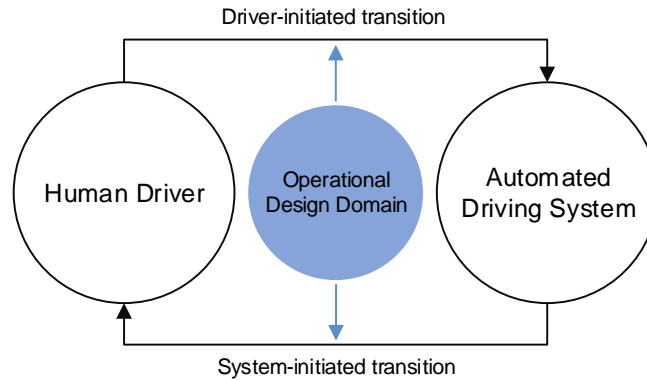 Driver-initiated transition
Human Driver
Operational
Design Domain
Automated
Driving System
System-initiated transition